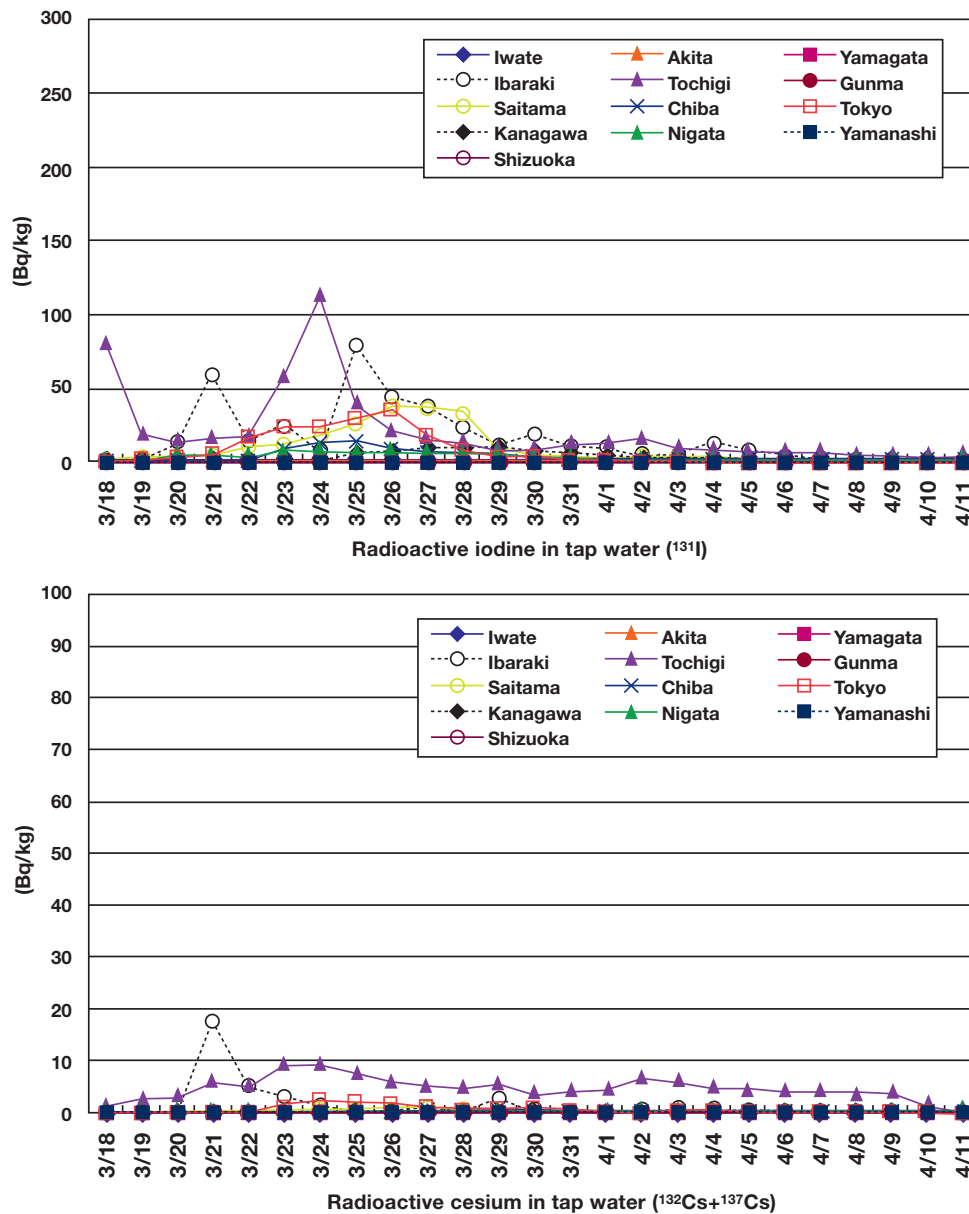 300
250
200
150
100
50
0
(Bq/kg)
Iwate Akita Yamagata
Ibaraki Tochigi Gunma
Saitama Chiba Tokyo
Kanagawa Nigata Yamanashi
Shizuoka
3/18 3/19 3/20 3/21 3/22 3/23 3/24 3/25 3/26 3/27 3/28 3/29 3/30 3/31 4/1 4/2 4/3 4/4 4/5 4/6 4/7 4/8 4/9 4/10 4/11
Radioactive iodine in tap water (¹³¹I)
100
90
80
70
60
50
40
30
20
10
0
(Bq/kg)
Iwate Akita Yamagata
Ibaraki Tochigi Gunma
Saitama Chiba Tokyo
Kanagawa Nigata Yamanashi
Shizuoka
3/18 3/19 3/20 3/21 3/22 3/23 3/24 3/25 3/26 3/27 3/28 3/29 3/30 3/31 4/1 4/2 4/3 4/4 4/5 4/6 4/7 4/8 4/9 4/10 4/11
Radioactive cesium in tap water (¹³²Cs+¹³⁷Cs)